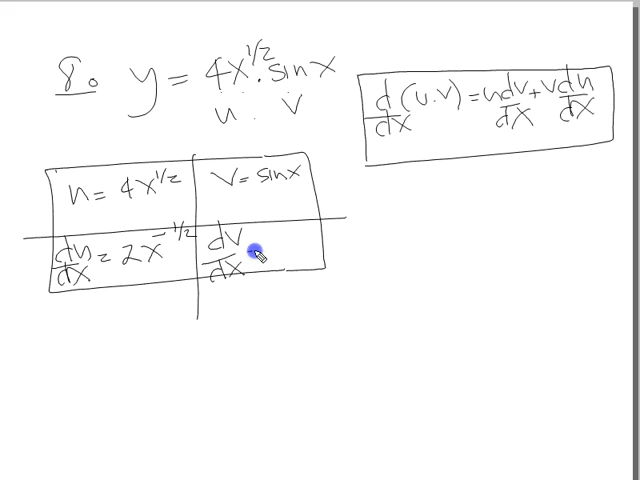 8. y = 4x^{1/2} · sin x
u . v
d/dx (u.v) = u dv/dx + v du/dx
u = 4x^{1/2}
v = sin x
du/dx = 2x^{-1/2}
dv/dx